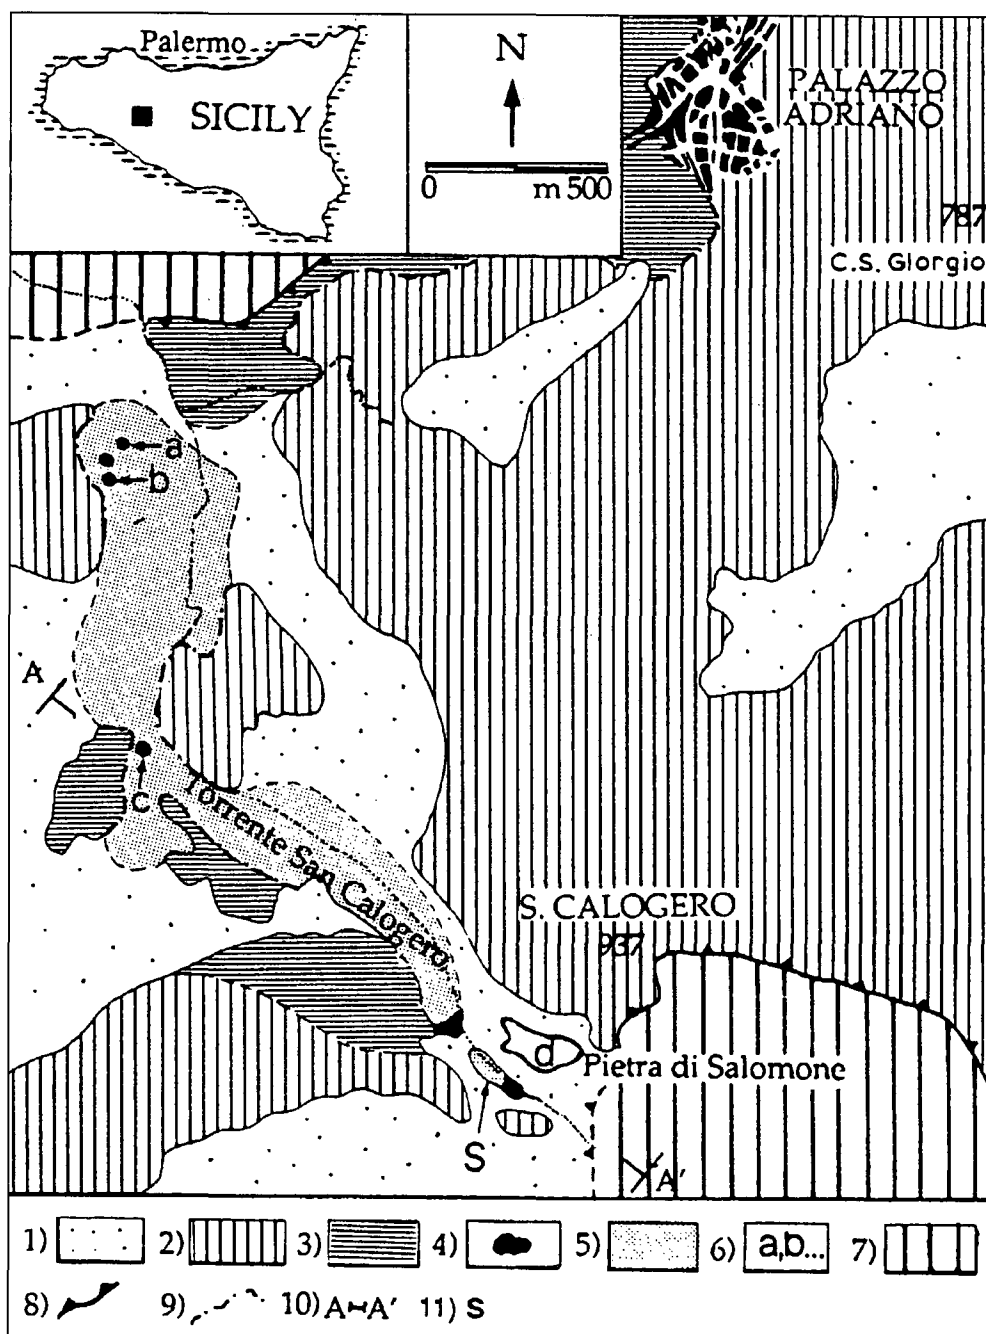 Palermo
SICILY
N
0 m 500
PALAZZO
ADRIANO
787
C.S. Giorgio
a
b
A
c
Torrente San Calogero
S. CALOGERO
937
d Pietra di Salomone
S
A'
1) 2) 3) 4) 5) 6) a,b... 7)
8) 9) 10) A A' 11) S